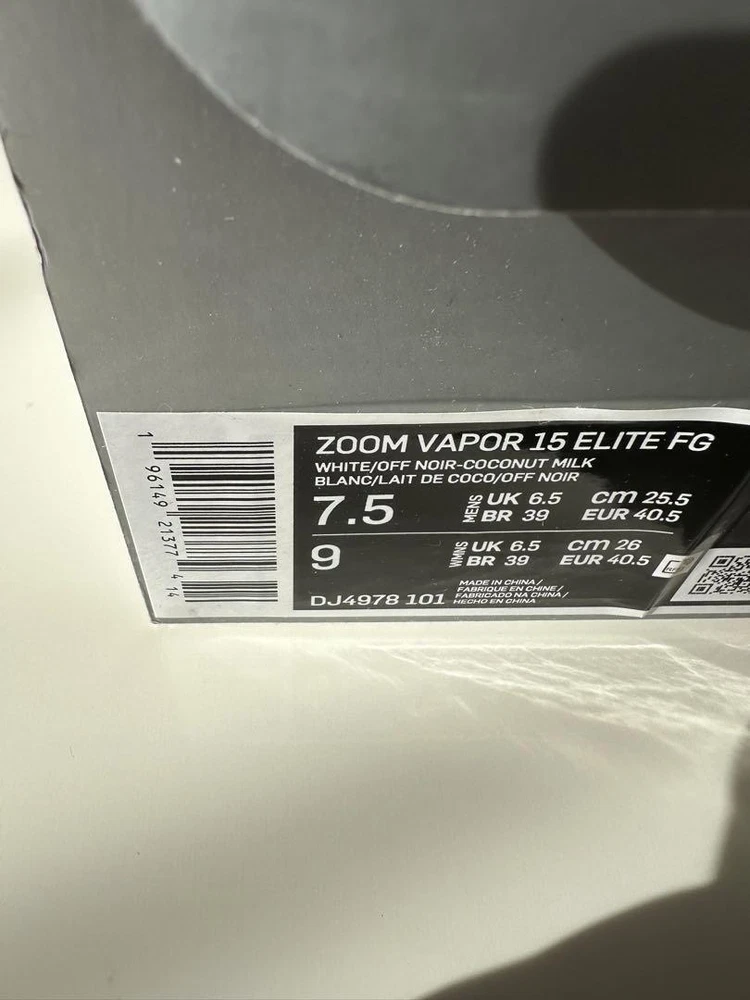 1 96149 21377 4 14
ZOOM VAPOR 15 ELITE FG
WHITE/OFF NOIR-COCONUT MILK
BLANC/LAIT DE COCO/OFF NOIR
7.5 MENS UK 6.5 cm 25.5
BR 39 EUR 40.5
9 WMNS UK 6.5 cm 26
BR 39 EUR 40.5
DJ4978 101
MADE IN CHINA /
FABRIQUE EN CHINE /
FABRICADO NA CHINA /
HECHO EN CHINA